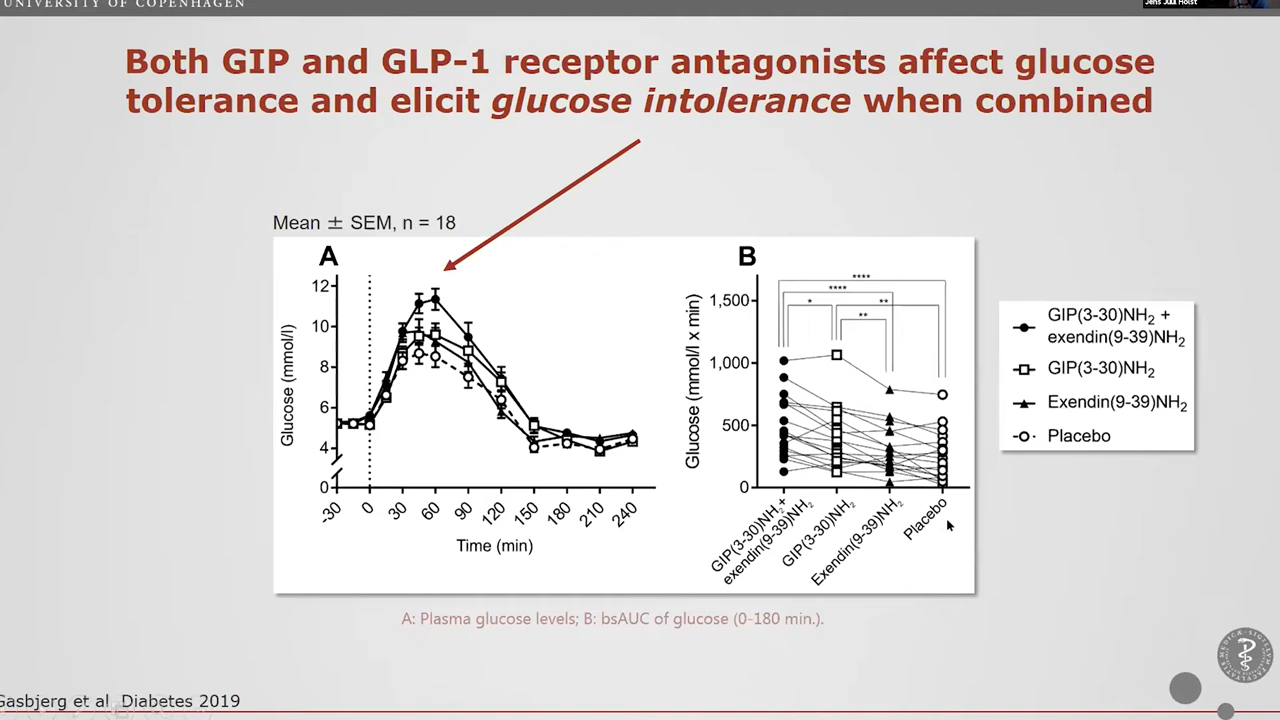 UNIVERSITY OF COPENHAGEN
Jens Juul Holst
Both GIP and GLP-1 receptor antagonists affect glucose
tolerance and elicit glucose intolerance when combined
Mean ± SEM, n = 18
A
Glucose (mmol/l)
12
10
8
6
4
0
-30
0
30
60
90
120
150
180
210
240
Time (min)
B
Glucose (mmol/l x min)
1,500
1,000
500
0
****
****
*
**
**
GIP(3-30)NH2+
exendin(9-39)NH2
GIP(3-30)NH2
Exendin(9-39)NH2
Placebo
GIP(3-30)NH2 +
exendin(9-39)NH2
GIP(3-30)NH2
Exendin(9-39)NH2
Placebo
A: Plasma glucose levels; B: bsAUC of glucose (0-180 min.).
Gasbjerg et al Diabetes 2019